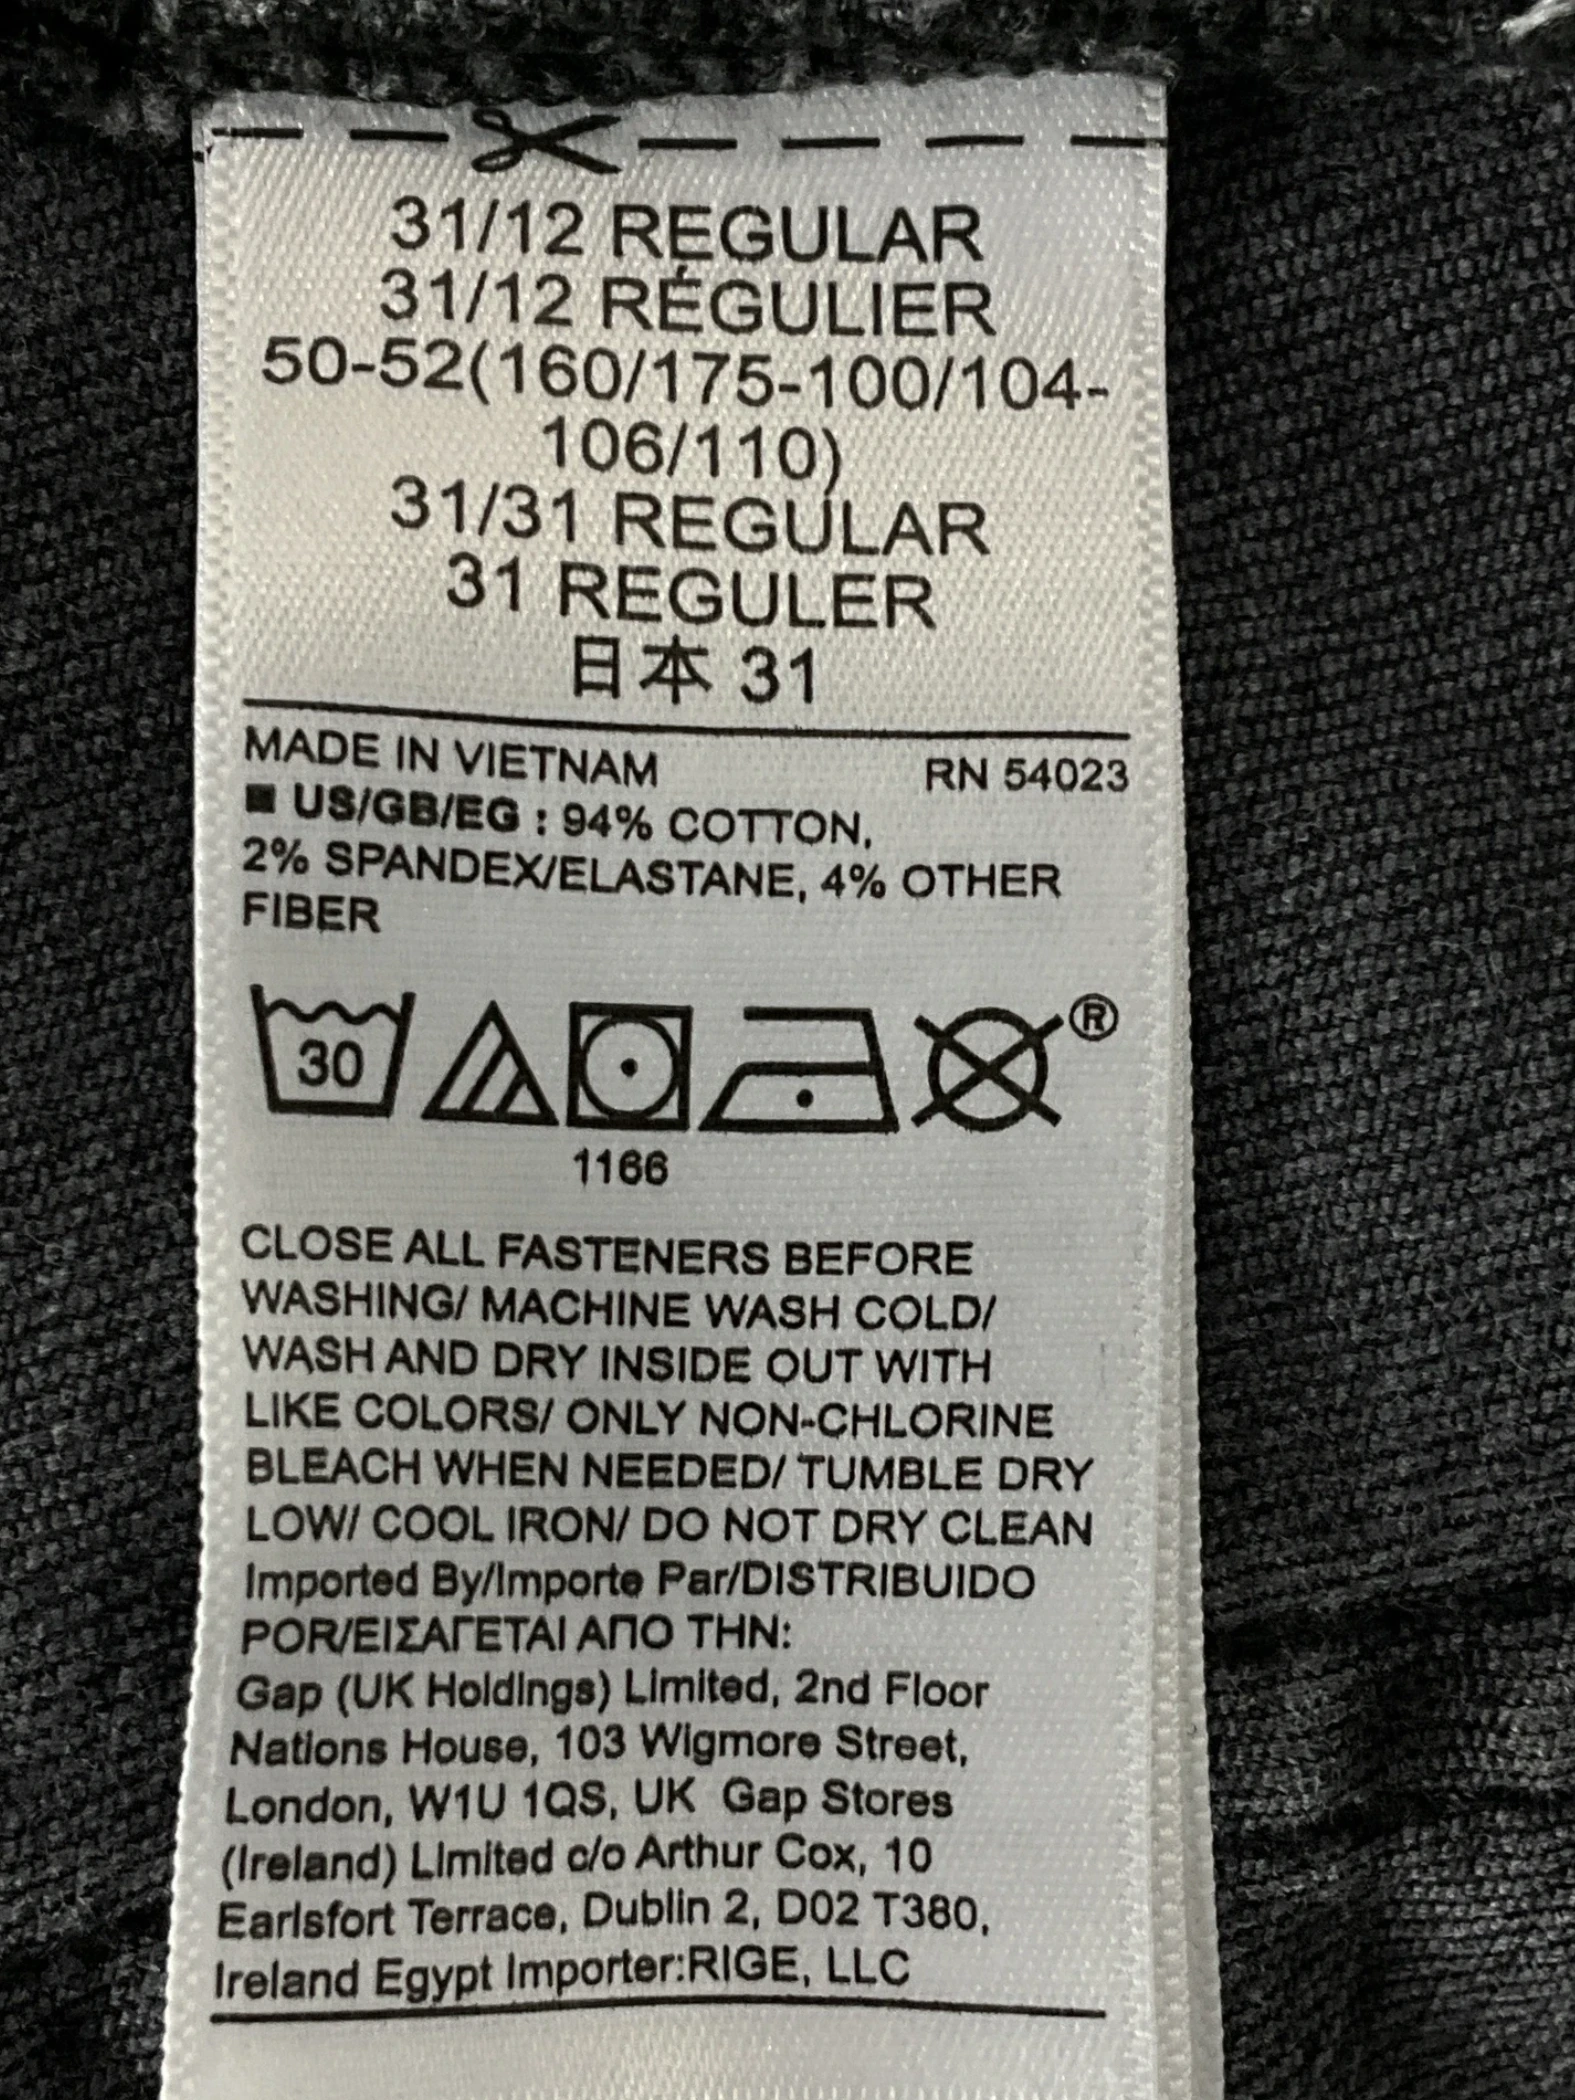 31/12 REGULAR
31/12 RÉGULIER
50-52(160/175-100/104-
106/110)
31/31 REGULAR
31 REGULER
日本 31
MADE IN VIETNAM RN 54023
■ US/GB/EG : 94% COTTON,
2% SPANDEX/ELASTANE, 4% OTHER
FIBER
30
®
1166
CLOSE ALL FASTENERS BEFORE
WASHING/ MACHINE WASH COLD/
WASH AND DRY INSIDE OUT WITH
LIKE COLORS/ ONLY NON-CHLORINE
BLEACH WHEN NEEDED/ TUMBLE DRY
LOW/ COOL IRON/ DO NOT DRY CLEAN
Imported By/Importe Par/DISTRIBUIDO
POR/ΕΙΣΑΓΕΤΑΙ ΑΠΟ ΤΗΝ:
Gap (UK Holdings) Limited, 2nd Floor
Nations House, 103 Wigmore Street,
London, W1U 1QS, UK  Gap Stores
(Ireland) Limited c/o Arthur Cox, 10
Earlsfort Terrace, Dublin 2, D02 T380,
Ireland Egypt Importer:RIGE, LLC